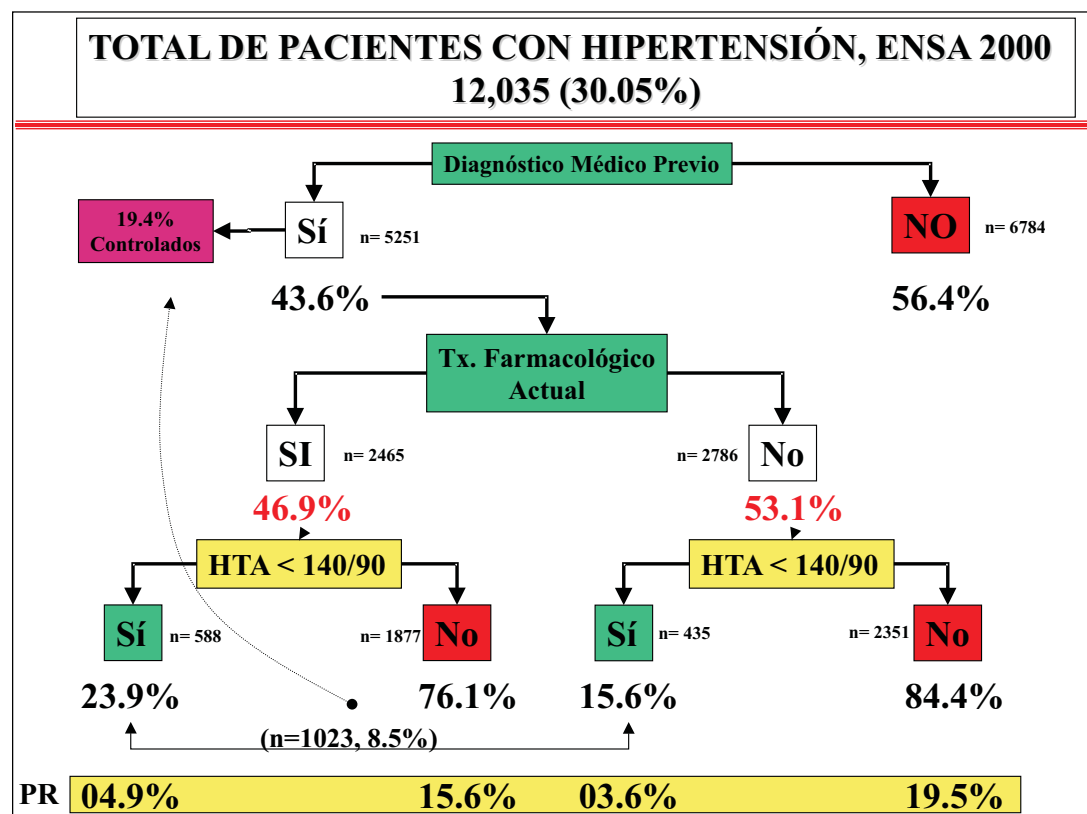 TOTAL DE PACIENTES CON HIPERTENSIÓN, ENSA 2000
12,035 (30.05%)
Diagnóstico Médico Previo
19.4%
Controlados
Sí
n= 5251
NO
n= 6784
43.6%
56.4%
Tx. Farmacológico
Actual
SI
n= 2465
n= 2786
No
46.9%
53.1%
HTA < 140/90
HTA < 140/90
Sí
n= 588
n= 1877
No
Sí
n= 435
n= 2351
No
23.9%
76.1%
15.6%
84.4%
(n=1023, 8.5%)
PR
04.9%
15.6%
03.6%
19.5%